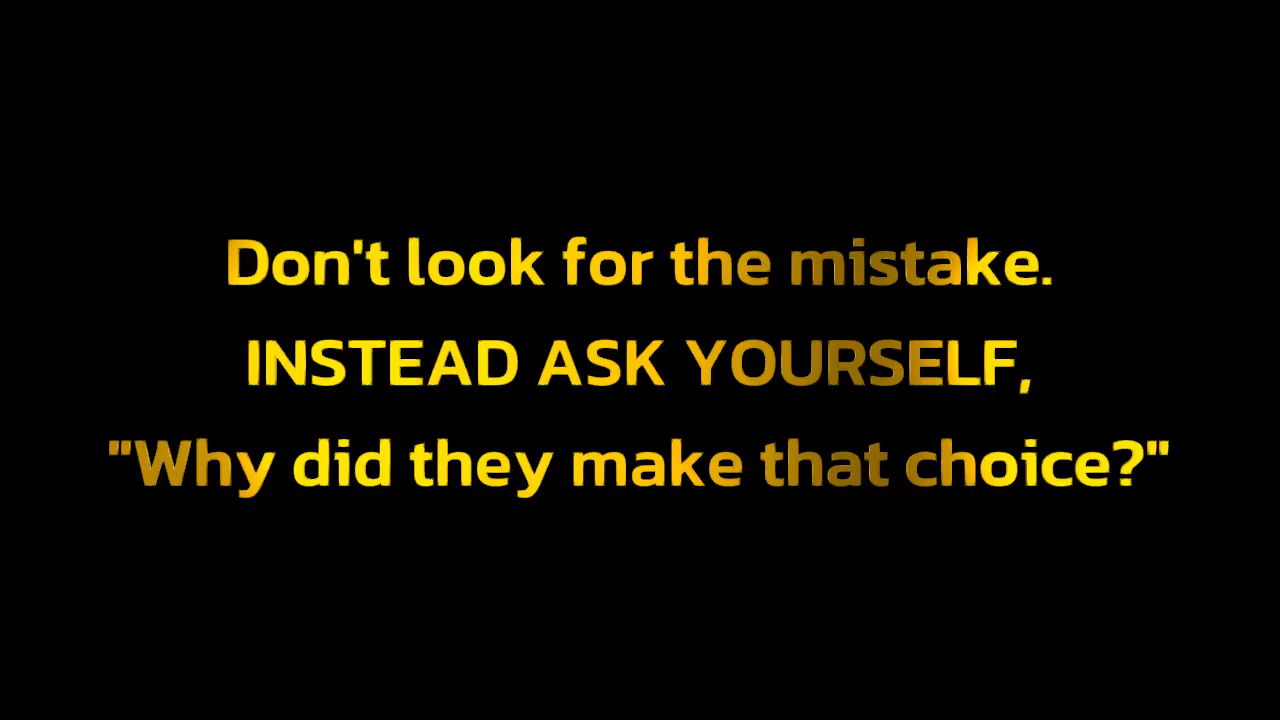 Don't look for the mistake.
INSTEAD ASK YOURSELF,
"Why did they make that choice?"